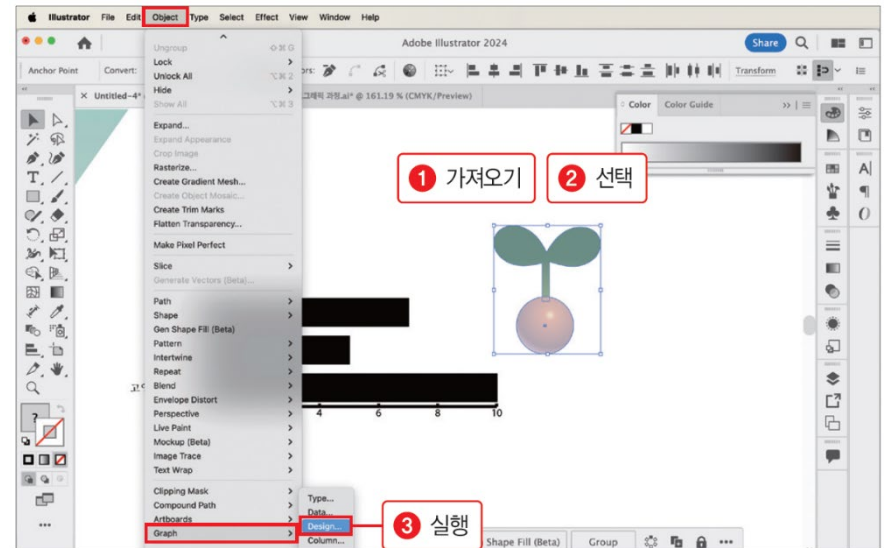 Illustrator File Edit Object Type Select Effect View Window Help
Adobe Illustrator 2024
Share
Anchor Point Convert:
Transform
× Untitled-4*
그래픽 과정.ai* @ 161.19 % (CMYK/Preview)
Ungroup
Lock
Unlock All
Hide
Show All
Expand...
Expand Appearance
Crop Image
Rasterize...
Create Gradient Mesh...
Create Object Mosaic...
Create Trim Marks
Flatten Transparency...
Make Pixel Perfect
Slice
Generate Vectors (Beta)...
Path
Shape
Gen Shape Fill (Beta)
Pattern
Intertwine
Repeat
Blend
Envelope Distort
Perspective
Live Paint
Mockup (Beta)
Image Trace
Text Wrap
Clipping Mask
Compound Path
Artboards
Graph
Type...
Data...
Design...
Column...
Color Color Guide
1 가져오기
2 선택
3 실행
4 6 8 10
Shape Fill (Beta) Group